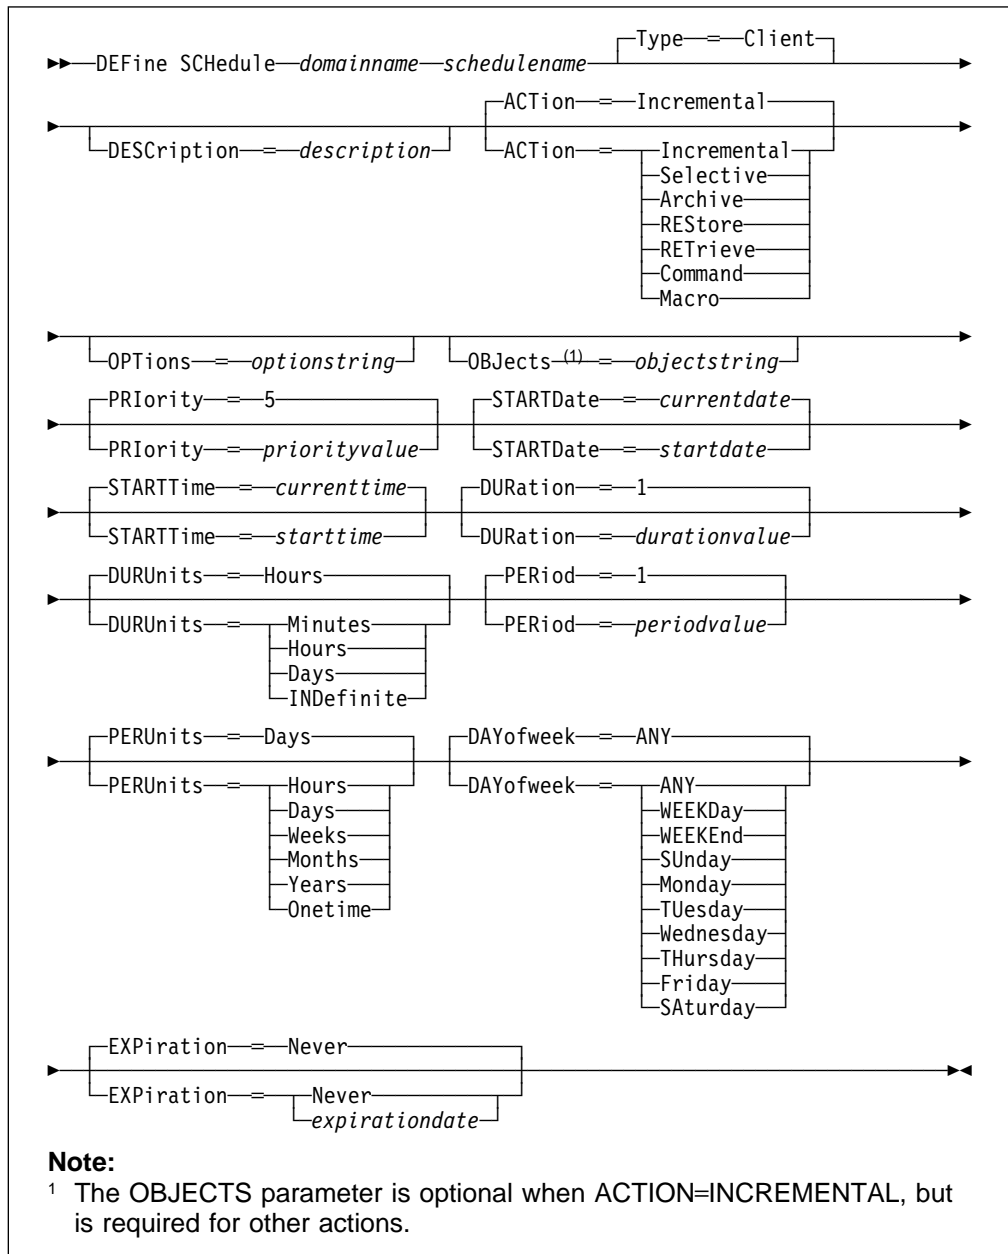 Type = Client
DEFine SCHedule domainname schedulename
ACTion = Incremental
DESCription = description
ACTion = Incremental
Selective
Archive
REStore
RETrieve
Command
Macro
OPTions = optionstring OBJects (1) = objectstring
PRIority = 5 STARTDate = currentdate
PRIority = priorityvalue STARTDate = startdate
STARTTime = currenttime DURation = 1
STARTTime = starttime DURation = durationvalue
DURUnits = Hours PERiod = 1
DURUnits = Minutes PERiod = periodvalue
Hours
Days
INDefinite
PERUnits = Days DAYofweek = ANY
PERUnits = Hours DAYofweek = ANY
Days WEEKDay
Weeks WEEKEnd
Months SUnday
Years Monday
Onetime TUesday
Wednesday
THursday
Friday
SAturday
EXPiration = Never
EXPiration = Never
expirationdate
Note:
1 The OBJECTS parameter is optional when ACTION=INCREMENTAL, but
is required for other actions.